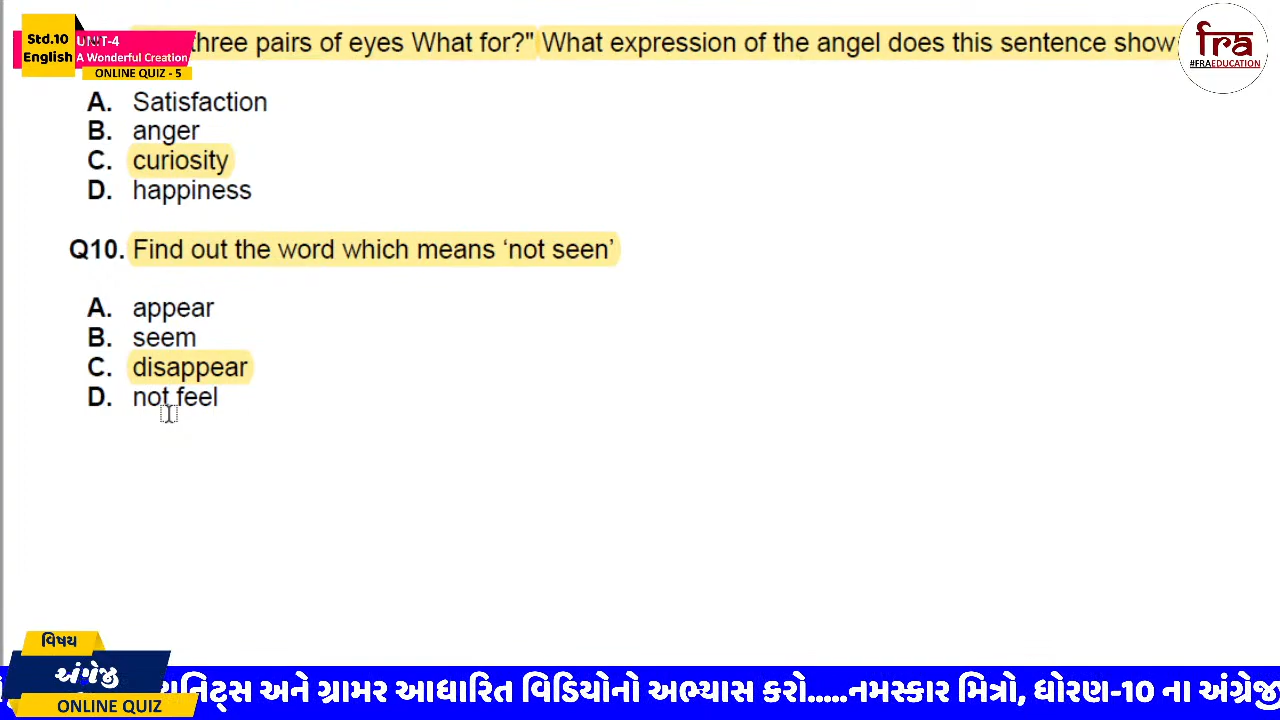 Std.10
English
UNIT-4
A Wonderful Creation
ONLINE QUIZ - 5
three pairs of eyes What for?" What expression of the angel does this sentence show
fra
#FRAEDUCATION
A. Satisfaction
B. anger
C. curiosity
D. happiness
Q10. Find out the word which means ‘not seen’
A. appear
B. seem
C. disappear
D. not feel
વિષય
અંગ્રેજી
ONLINE QUIZ
અને ગ્રામર આધારિત વિડિયોનો અભ્યાસ કરો.....નમસ્કાર મિત્રો, ધોરણ-10 ના અંગ્રેજી